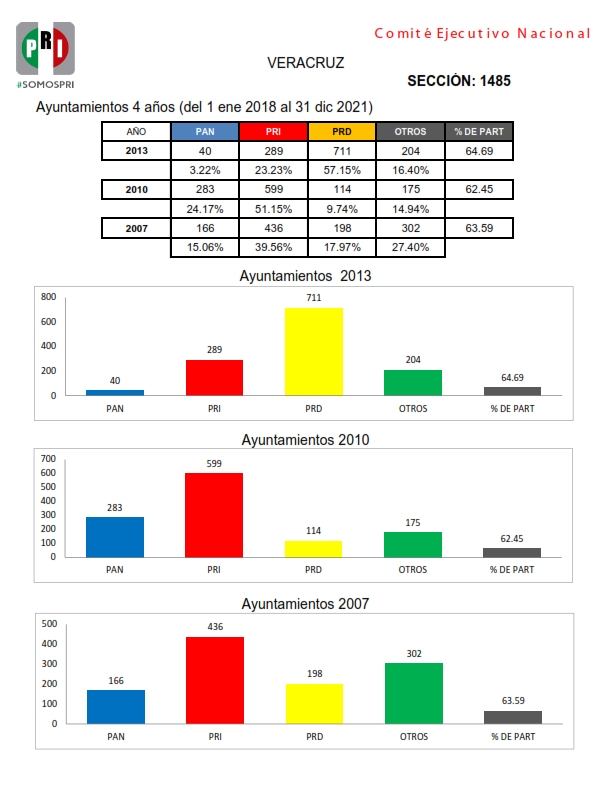 Comité Ejecutivo Nacional
PRI
#SOMOSPRI
VERACRUZ
SECCIÓN: 1485
Ayuntamientos 4 años (del 1 ene 2018 al 31 dic 2021)
AÑO PAN PRI PRD OTROS % DE PART
2013 40 289 711 204 64.69
3.22% 23.23% 57.15% 16.40%
2010 283 599 114 175 62.45
24.17% 51.15% 9.74% 14.94%
2007 166 436 198 302 63.59
15.06% 39.56% 17.97% 27.40%
Ayuntamientos 2013
800
600
400
200
0
40 289 711 204 64.69
PAN PRI PRD OTROS % DE PART
Ayuntamientos 2010
700
600
500
400
300
200
100
0
283 599 114 175 62.45
PAN PRI PRD OTROS % DE PART
Ayuntamientos 2007
500
400
300
200
100
0
166 436 198 302 63.59
PAN PRI PRD OTROS % DE PART